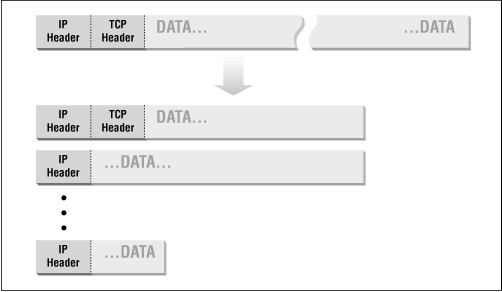 IP Header TCP Header DATA... ...DATA
IP Header TCP Header DATA...
IP Header ...DATA...
IP Header ...DATA